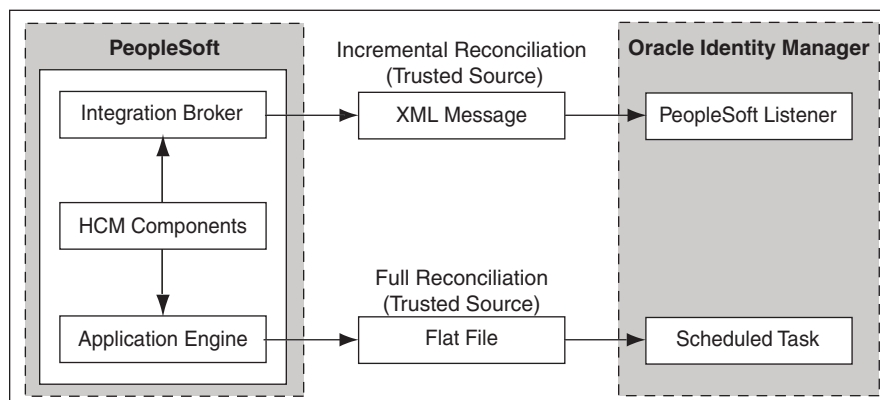 PeopleSoft
Incremental Reconciliation
(Trusted Source)
Oracle Identity Manager
Integration Broker
XML Message
PeopleSoft Listener
HCM Components
Full Reconciliation
(Trusted Source)
Application Engine
Flat File
Scheduled Task